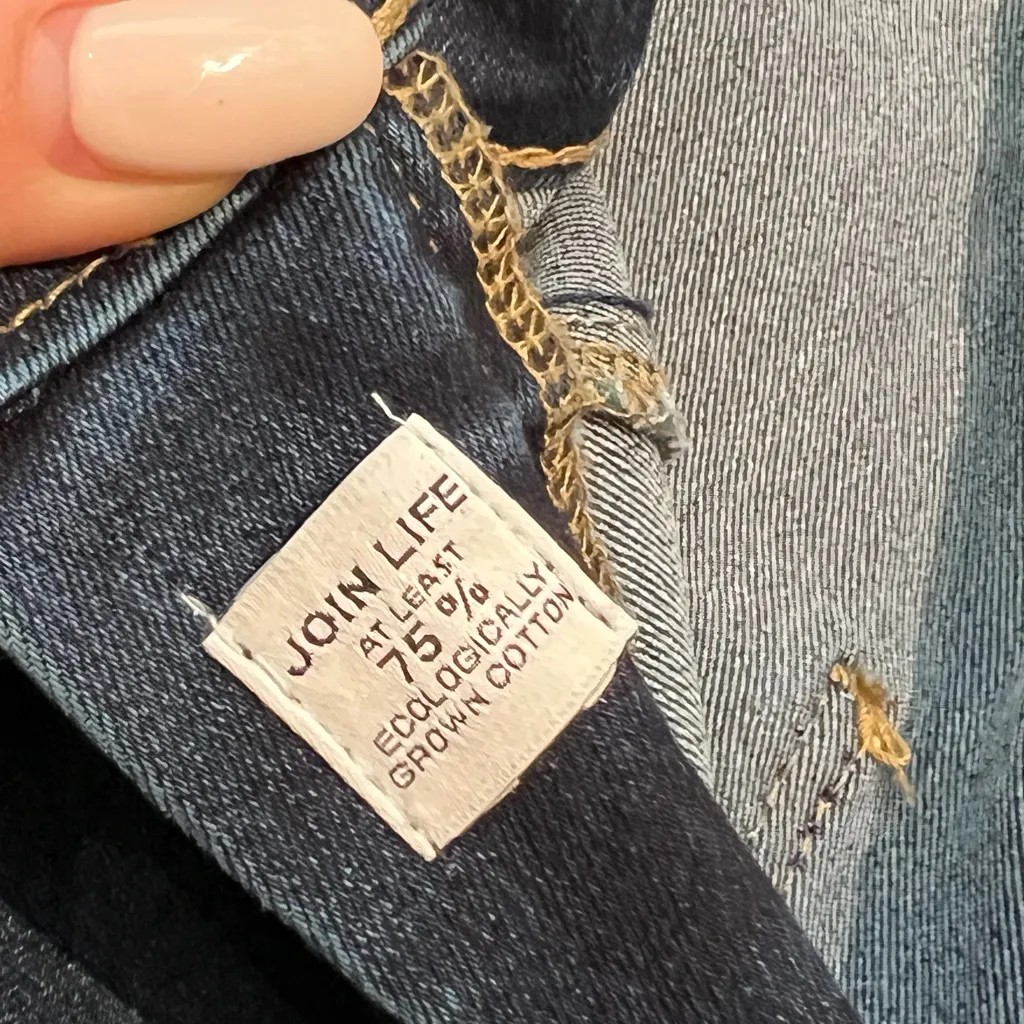 JOIN LIFE
AT LEAST
75 %
ECOLOGICALLY
GROWN COTTON